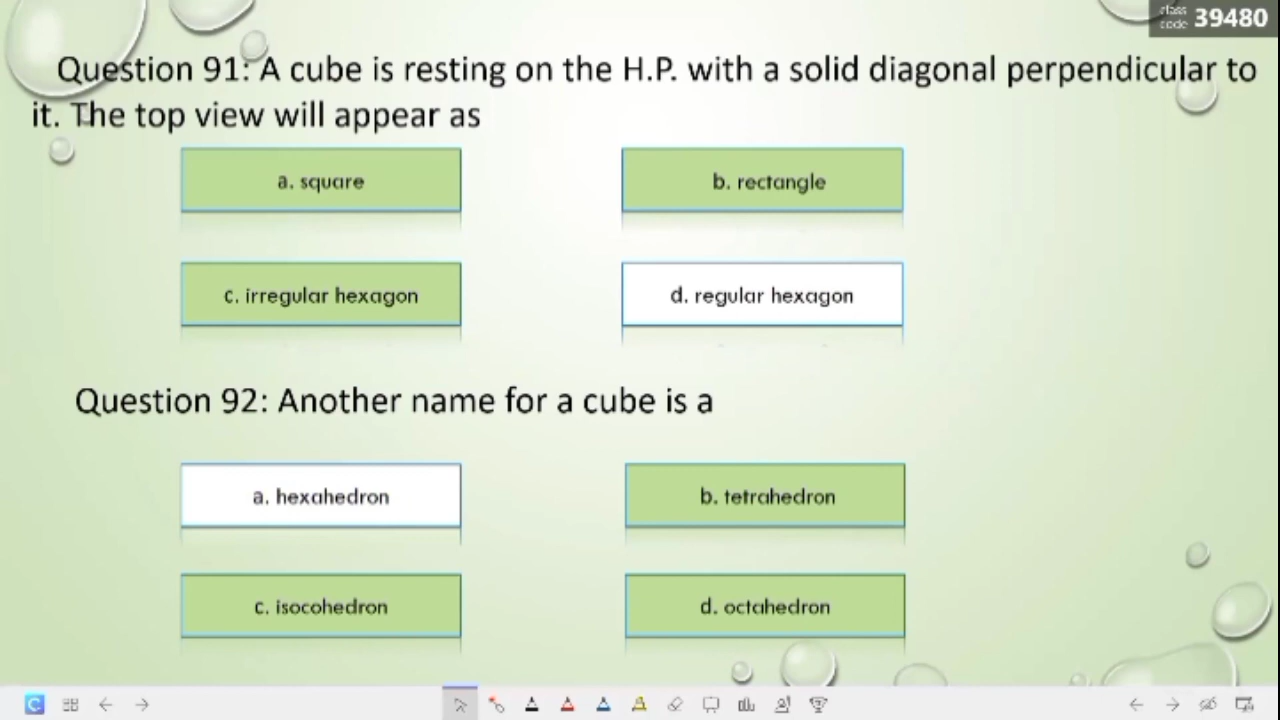 class code 39480
Question 91: A cube is resting on the H.P. with a solid diagonal perpendicular to
it. The top view will appear as
a. square
b. rectangle
c. irregular hexagon
d. regular hexagon
Question 92: Another name for a cube is a
a. hexahedron
b. tetrahedron
c. isocohedron
d. octahedron